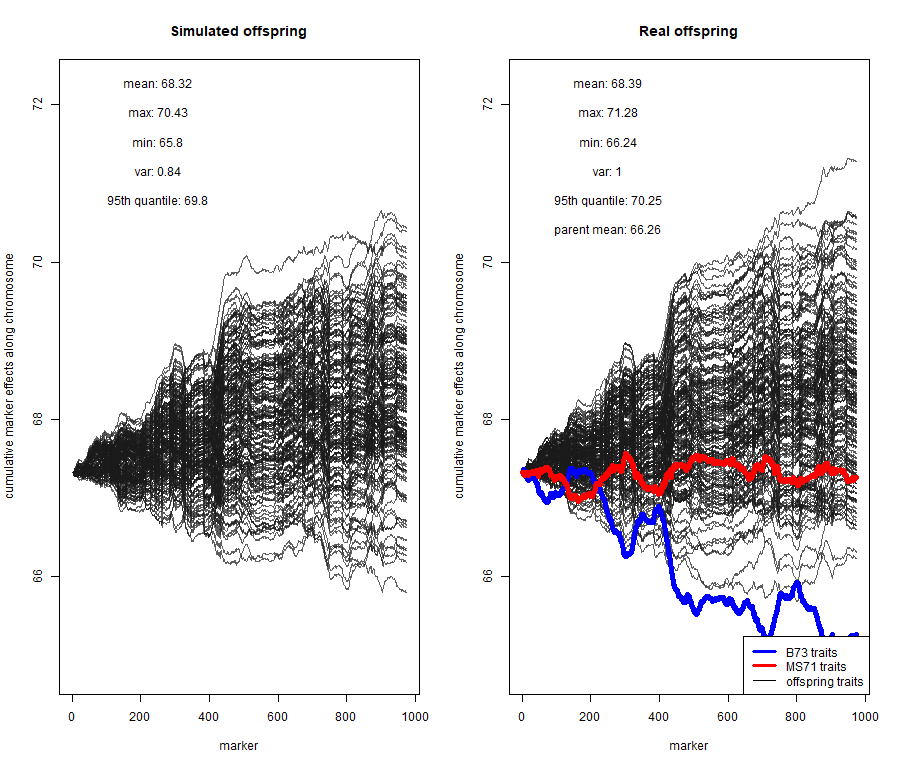 Simulated offspring
mean: 68.32
max: 70.43
min: 65.8
var: 0.84
95th quantile: 69.8
cumulative marker effects along chromosome
72
70
68
66
0 200 400 600 800 1000
marker
Real offspring
mean: 68.39
max: 71.28
min: 66.24
var: 1
95th quantile: 70.25
parent mean: 66.26
cumulative marker effects along chromosome
72
70
68
66
B73 traits
MS71 traits
offspring traits
0 200 400 600 800 1000
marker